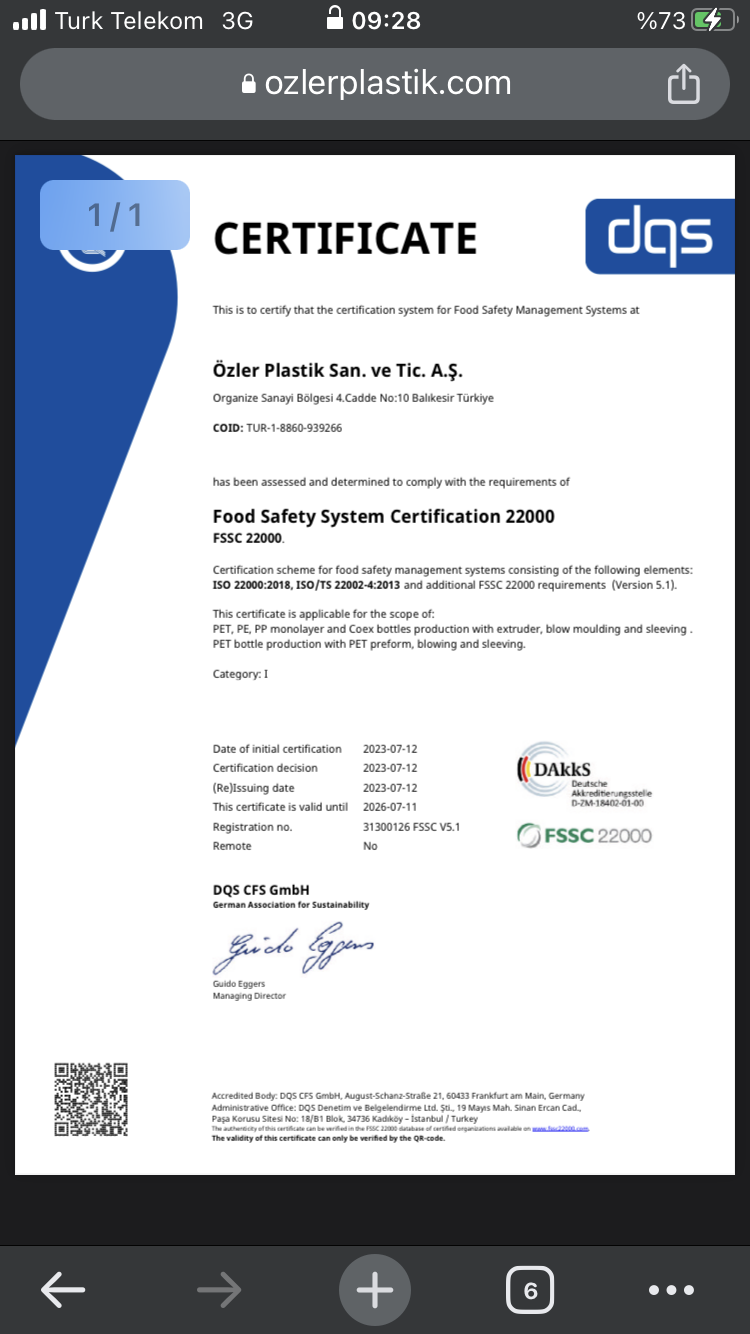 Turk Telekom 3G 09:28 %73
ozlerplastik.com
1 / 1
CERTIFICATE
dqs
This is to certify that the certification system for Food Safety Management Systems at
Özler Plastik San. ve Tic. A.Ş.
Organize Sanayi Bölgesi 4.Cadde No:10 Balıkesir Türkiye
COID: TUR-1-8860-939266
has been assessed and determined to comply with the requirements of
Food Safety System Certification 22000
FSSC 22000.
Certification scheme for food safety management systems consisting of the following elements:
ISO 22000:2018, ISO/TS 22002-4:2013 and additional FSSC 22000 requirements (Version 5.1).
This certificate is applicable for the scope of:
PET, PE, PP monolayer and Coex bottles production with extruder, blow moulding and sleeving .
PET bottle production with PET preform, blowing and sleeving.
Category: I
Date of initial certification 2023-07-12
Certification decision 2023-07-12
(Re)Issuing date 2023-07-12
This certificate is valid until 2026-07-11
Registration no. 31300126 FSSC V5.1
Remote No
DAkkS
Deutsche
Akkreditierungsstelle
D-ZM-18402-01-00
FSSC 22000
DQS CFS GmbH
German Association for Sustainability
Guido Eggers
Guido Eggers
Managing Director
Accredited Body: DQS CFS GmbH, August-Schanz-Straße 21, 60433 Frankfurt am Main, Germany
Administrative Office: DQS Denetim ve Belgelendirme Ltd. Şti., 19 Mayıs Mah. Sinan Ercan Cad.,
Paşa Korusu Sitesi No: 18/B1 Blok, 34736 Kadıköy – İstanbul / Turkey
The authenticity of this certificate can be verified in the FSSC 22000 database of certified organizations available on www.fssc22000.com.
The validity of this certificate can only be verified by the QR-code.
6